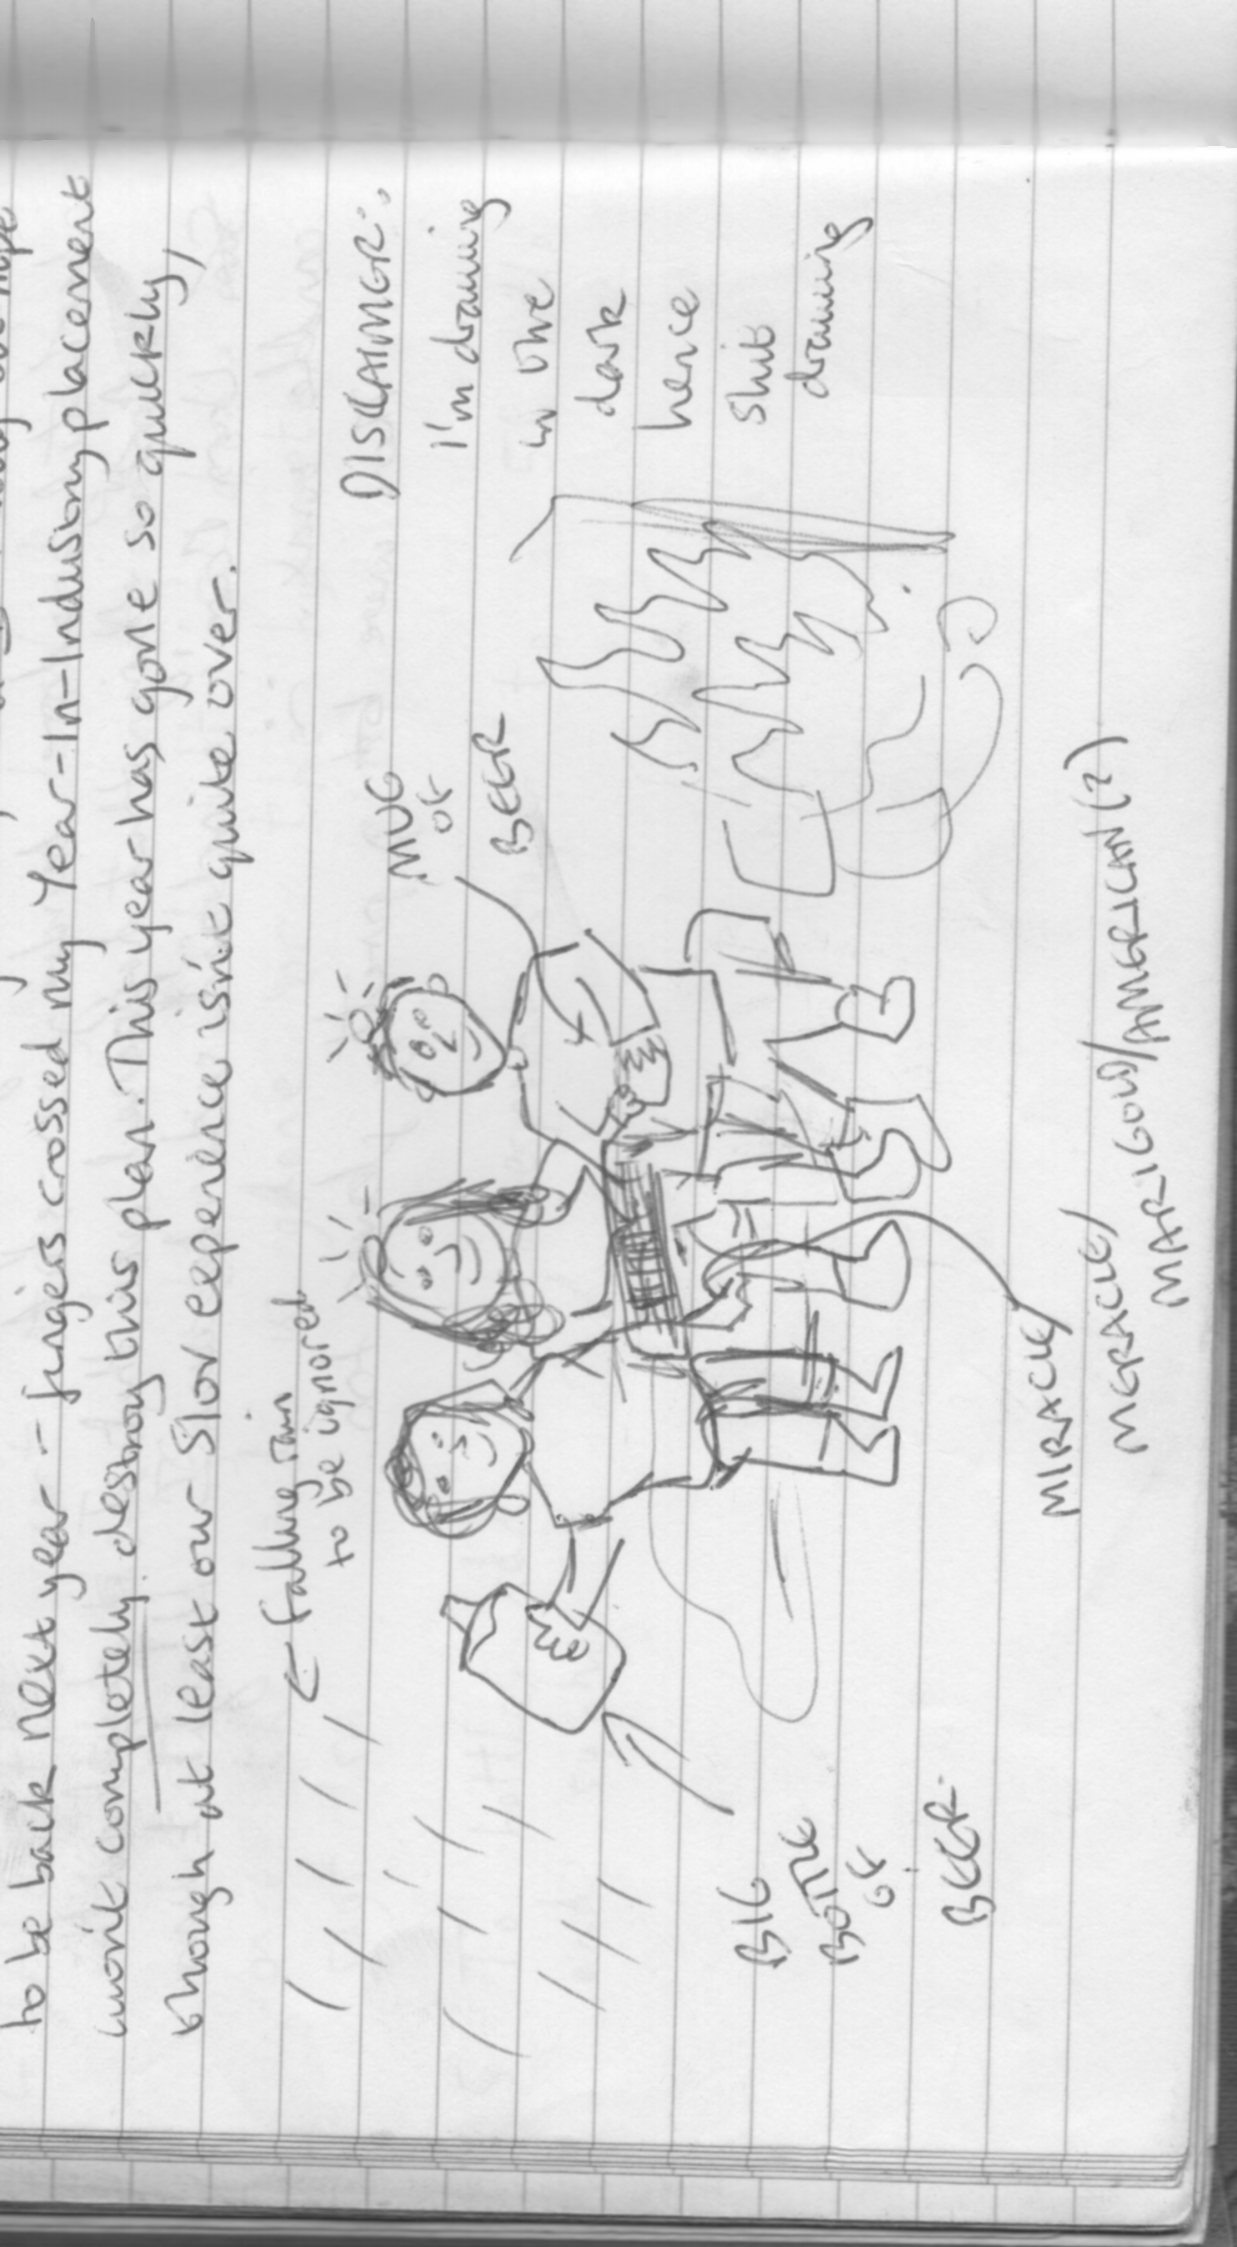 to be back next year - fingers crossed my Year-In-Industry placement
won't completely destroy this plan. This year has gone so quickly,
though at least our Slov experience isn't quite over.
← falling rain
to be ignored
MUG
OF
BEER
DISCLAIMER:
I'm drawing
in the
dark
hence
shit
drawing
BIG
BOTTLE
OF
BEER
MIRACLE/
MERACLE/
MARIGOLD/AMERICAN(?)